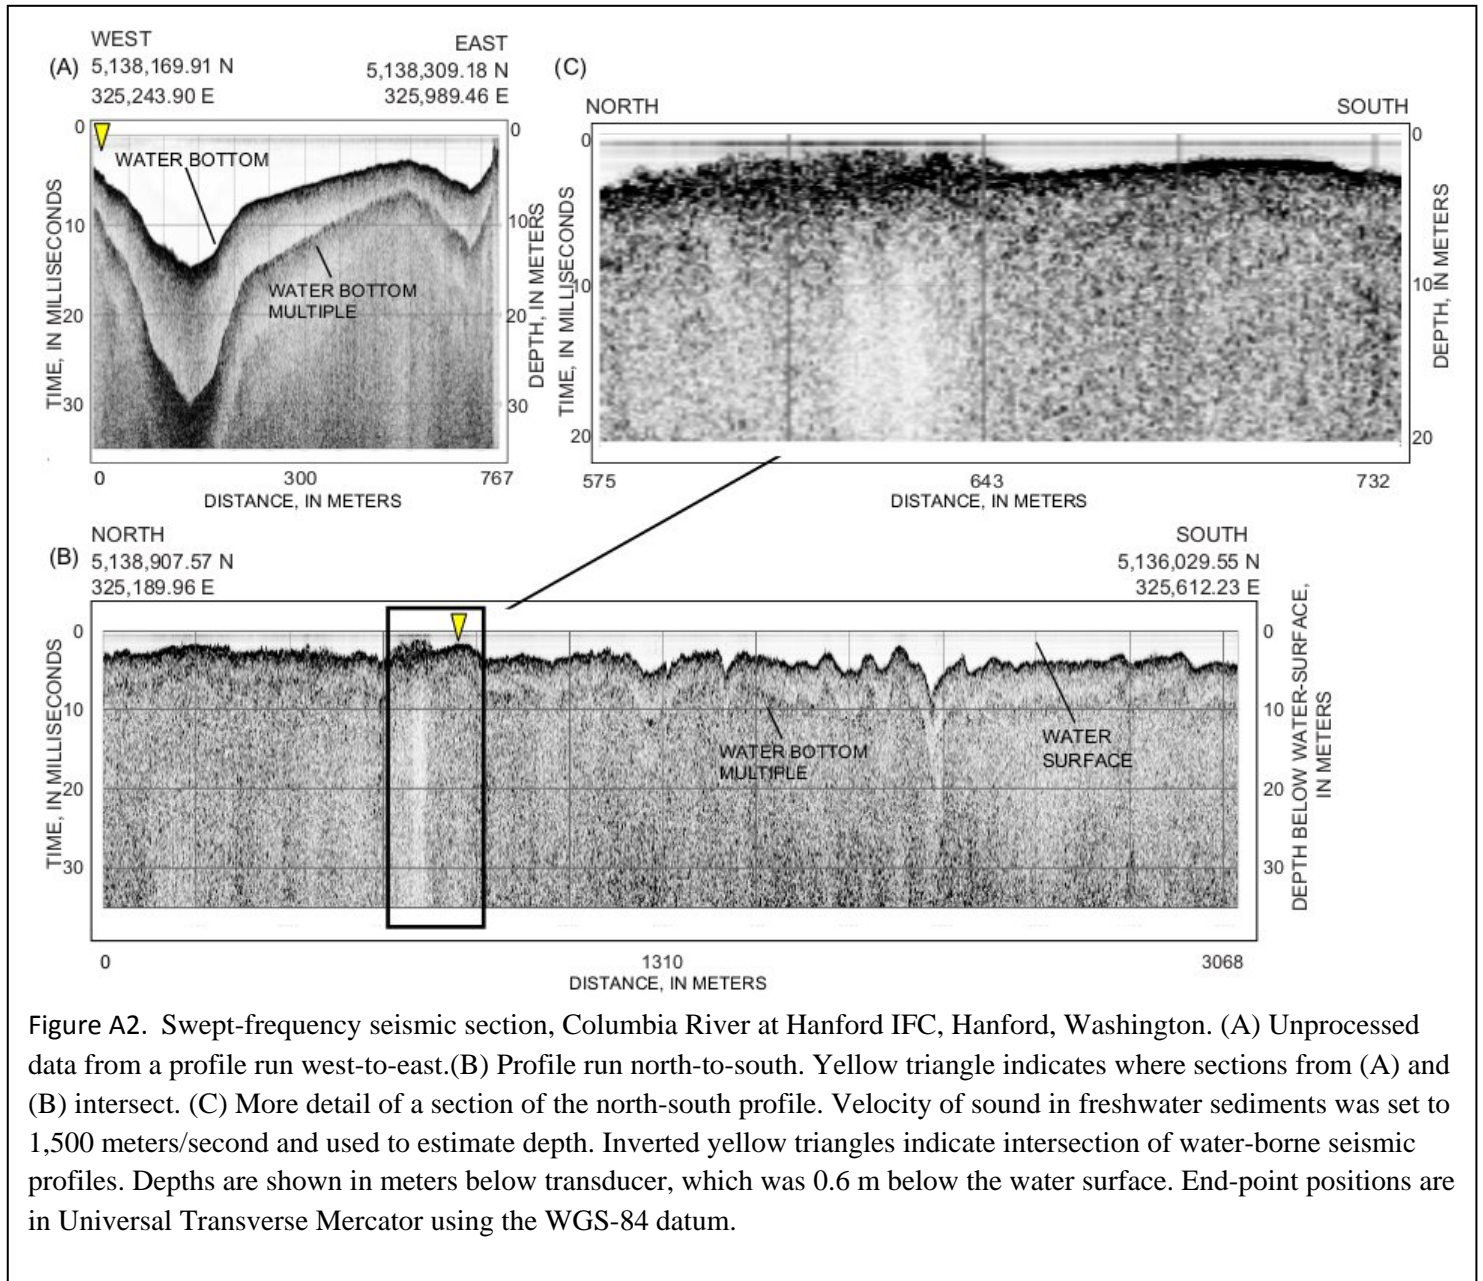 WEST
EAST
(A)
5,138,169.91 N
5,138,309.18 N
325,243.90 E
325,989.46 E
0
0
WATER BOTTOM
10
10
WATER BOTTOM
MULTIPLE
20
20
30
30
TIME, IN MILLISECONDS
DEPTH, IN METERS
0
300
767
DISTANCE, IN METERS
(C)
NORTH
SOUTH
0
0
10
10
20
20
TIME, IN MILLISECONDS
DEPTH, IN METERS
575
643
732
DISTANCE, IN METERS
NORTH
SOUTH
(B)
5,138,907.57 N
5,136,029.55 N
325,189.96 E
325,612.23 E
0
0
10
10
WATER BOTTOM
MULTIPLE
WATER
SURFACE
20
20
30
30
TIME, IN MILLISECONDS
DEPTH BELOW WATER-SURFACE,
IN METERS
0
1310
3068
DISTANCE, IN METERS
Figure A2. Swept-frequency seismic section, Columbia River at Hanford IFC, Hanford, Washington. (A) Unprocessed
data from a profile run west-to-east.(B) Profile run north-to-south. Yellow triangle indicates where sections from (A) and
(B) intersect. (C) More detail of a section of the north-south profile. Velocity of sound in freshwater sediments was set to
1,500 meters/second and used to estimate depth. Inverted yellow triangles indicate intersection of water-borne seismic
profiles. Depths are shown in meters below transducer, which was 0.6 m below the water surface. End-point positions are
in Universal Transverse Mercator using the WGS-84 datum.